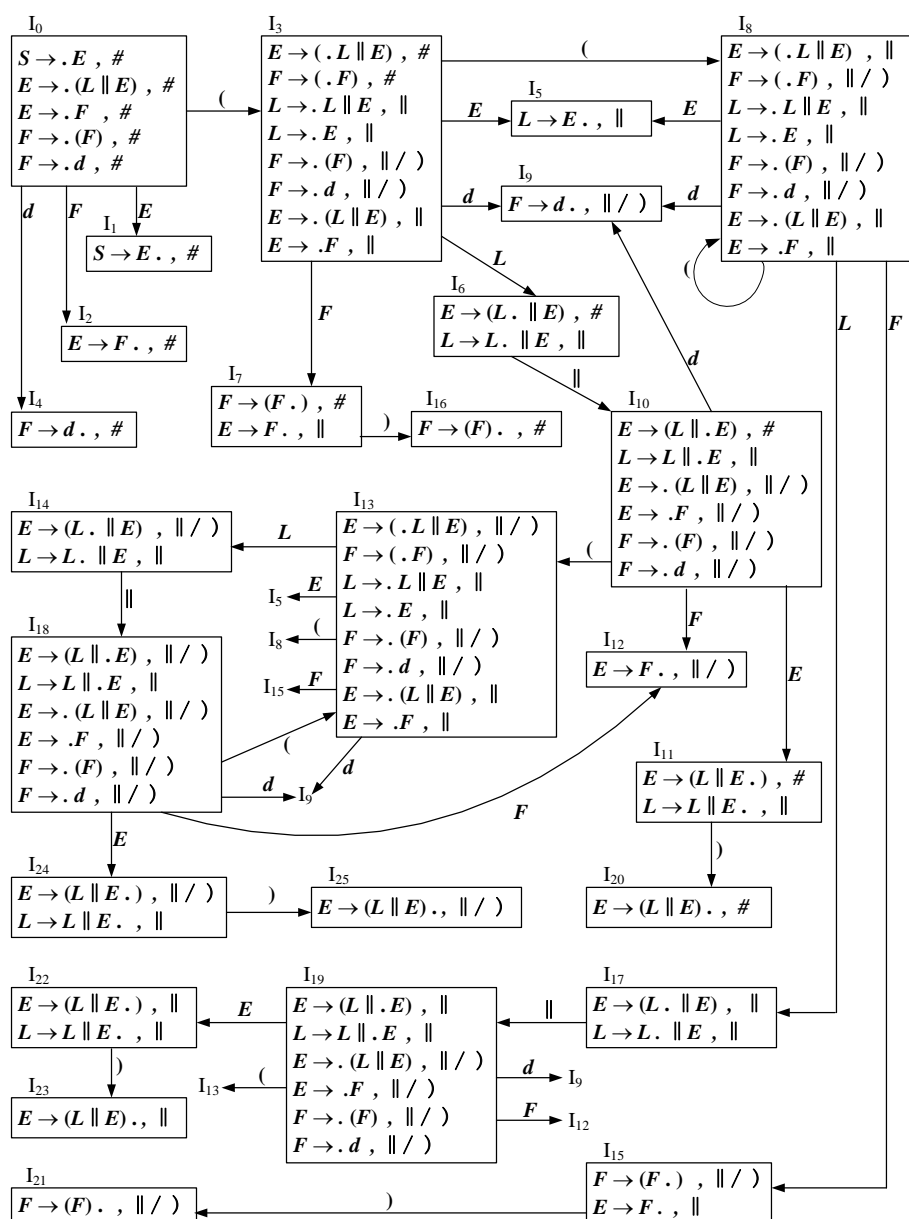 I0
S → . E , #
E → . (L || E) , #
E → . F , #
F → . (F) , #
F → . d , #
(
d
F
E
I1
S → E . , #
I2
E → F . , #
I4
F → d . , #
I3
E → ( . L || E) , #
F → ( . F) , #
L → . L || E , ||
L → . E , ||
F → . (F) , || / )
F → . d , || / )
E → . (L || E) , ||
E → . F , ||
(
E
d
L
F
I5
L → E . , ||
I9
F → d . , || / )
E
d
I8
E → ( . L || E) , ||
F → ( . F) , || / )
L → . L || E , ||
L → . E , ||
F → . (F) , || / )
F → . d , || / )
E → . (L || E) , ||
E → . F , ||
(
L
F
I6
E → (L . || E) , #
L → L . || E , ||
||
d
I7
F → (F . ) , #
E → F . , ||
)
I16
F → (F) . , #
I10
E → (L || . E) , #
L → L || . E , ||
E → . (L || E) , || / )
E → . F , || / )
F → . (F) , || / )
F → . d , || / )
(
F
E
I14
E → (L . || E) , || / )
L → L . || E , ||
L
||
I13
E → ( . L || E) , || / )
F → ( . F) , || / )
L → . L || E , ||
L → . E , ||
F → . (F) , || / )
F → . d , || / )
E → . (L || E) , ||
E → . F , ||
I5
E
I8
(
I15
F
d
I12
E → F . , || / )
I18
E → (L || . E) , || / )
L → L || . E , ||
E → . (L || E) , || / )
E → . F , || / )
F → . (F) , || / )
F → . d , || / )
(
d
I9
F
E
I11
E → (L || E . ) , #
L → L || E . , ||
)
I20
E → (L || E) . , #
I24
E → (L || E . ) , || / )
L → L || E . , ||
)
I25
E → (L || E) . , || / )
I22
E → (L || E . ) , ||
L → L || E . , ||
)
E
I19
E → (L || . E) , ||
L → L || . E , ||
E → . (L || E) , || / )
E → . F , || / )
F → . (F) , || / )
F → . d , || / )
||
I17
E → (L . || E) , ||
L → L . || E , ||
I13
(
d
I9
F
I12
I23
E → (L || E) . , ||
I15
F → (F . ) , || / )
E → F . , ||
)
I21
F → (F) . , || / )